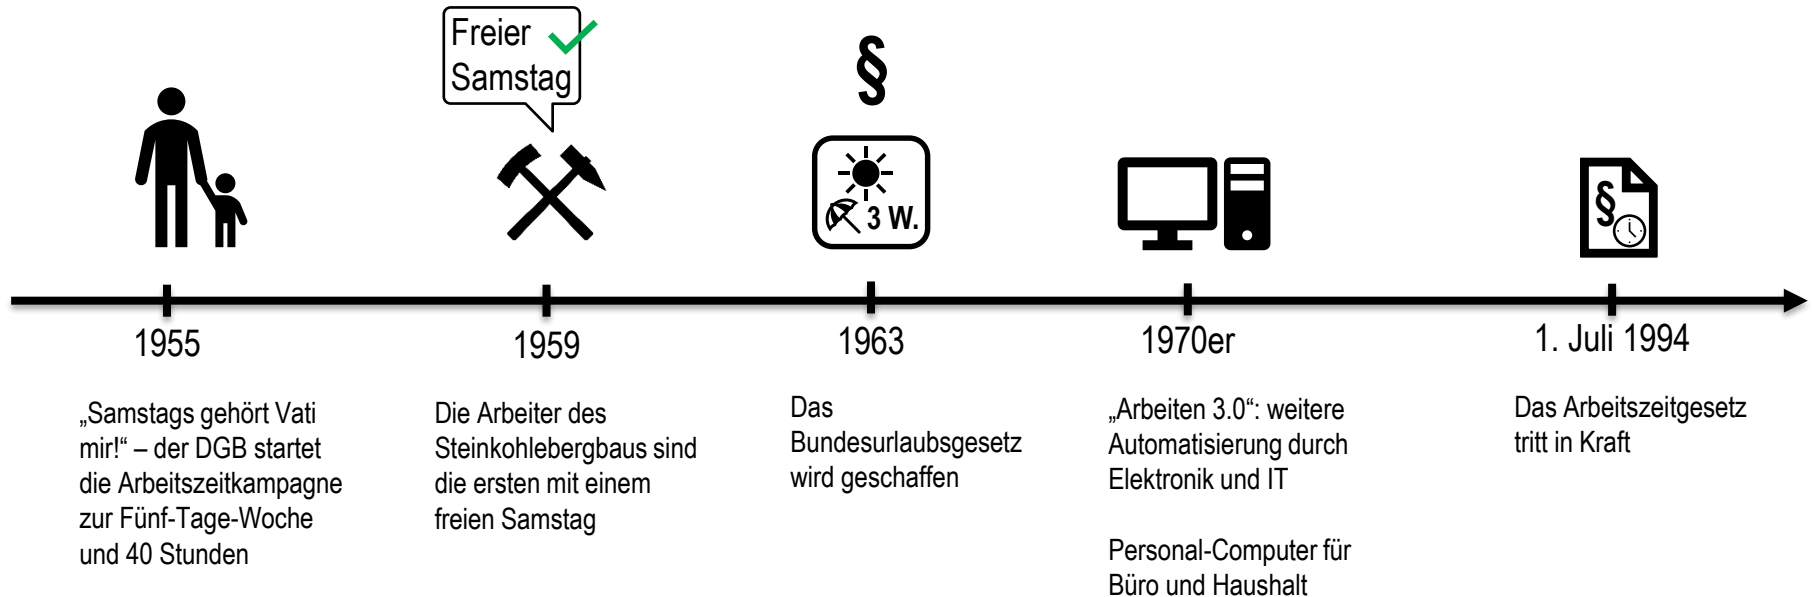 Freier
Samstag
§
3 W.
§
1955
1959
1963
1970er
1. Juli 1994
„Samstags gehört Vati
mir!“ – der DGB startet
die Arbeitszeitkampagne
zur Fünf-Tage-Woche
und 40 Stunden
Die Arbeiter des
Steinkohlebergbaus sind
die ersten mit einem
freien Samstag
Das
Bundesurlaubsgesetz
wird geschaffen
„Arbeiten 3.0“: weitere
Automatisierung durch
Elektronik und IT
Personal-Computer für
Büro und Haushalt
Das Arbeitszeitgesetz
tritt in Kraft